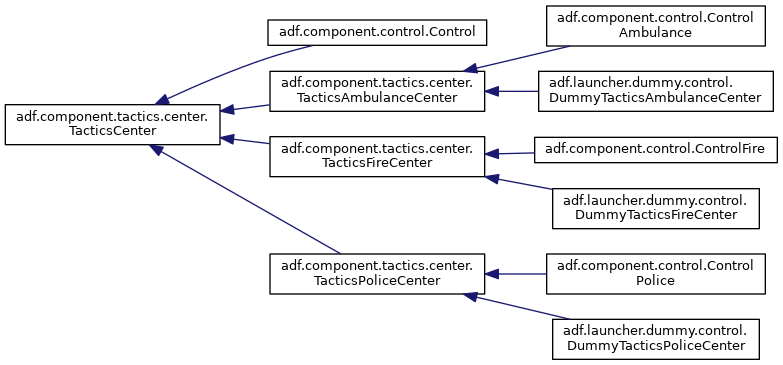 adf.component.tactics.center.
TacticsCenter
adf.component.control.Control
adf.component.tactics.center.
TacticsAmbulanceCenter
adf.component.tactics.center.
TacticsFireCenter
adf.component.tactics.center.
TacticsPoliceCenter
adf.component.control.Control
Ambulance
adf.launcher.dummy.control.
DummyTacticsAmbulanceCenter
adf.component.control.ControlFire
adf.launcher.dummy.control.
DummyTacticsFireCenter
adf.component.control.Control
Police
adf.launcher.dummy.control.
DummyTacticsPoliceCenter